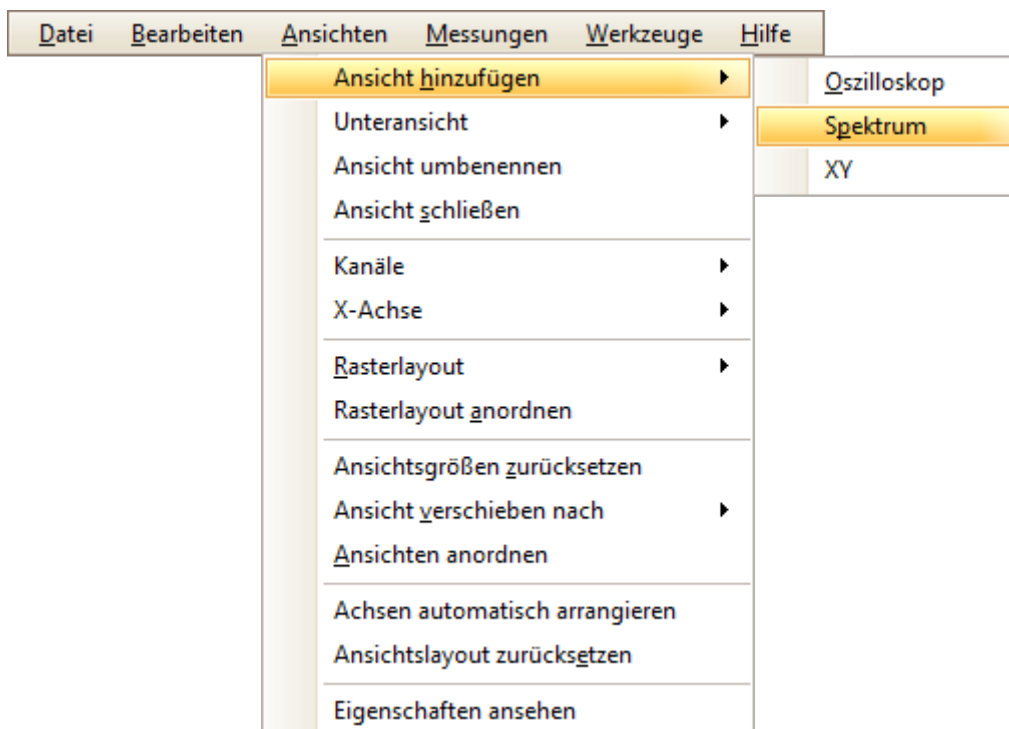 Datei Bearbeiten Ansichten Messungen Werkzeuge Hilfe
Ansicht hinzufügen
Unteransicht
Ansicht umbenennen
Ansicht schließen
Kanäle
X-Achse
Rasterlayout
Rasterlayout anordnen
Ansichtsgrößen zurücksetzen
Ansicht verschieben nach
Ansichten anordnen
Achsen automatisch arrangieren
Ansichtslayout zurücksetzen
Eigenschaften ansehen
Oszilloskop
Spektrum
XY